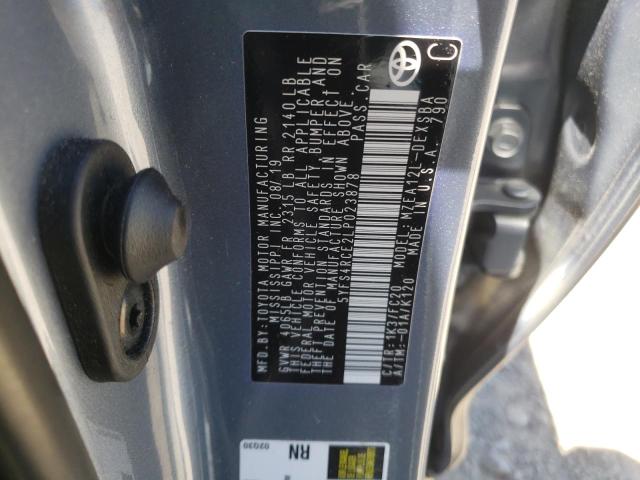 MFD.BY:TOYOTA MOTOR MANUFACTURING
MISSISSIPPI INC. 08/19
GVWR 4065LB GAWR FR 2315 LB RR 2140 LB
THIS VEHICLE CONFORMS TO ALL APPLICABLE
FEDERAL MOTOR VEHICLE SAFETY, BUMPER, AND
THEFT PREVENTION STANDARDS IN EFFECT ON
THE DATE OF MANUFACTURE SHOWN ABOVE.
5YFS4RCE2LP023878 PASS.CAR
C/TR: 1K3/FC20 MODEL: MZEA12L-DEXSBA
A/TM: -01A/K120 MADE IN U.S.A. 790
C
RN
02Q30